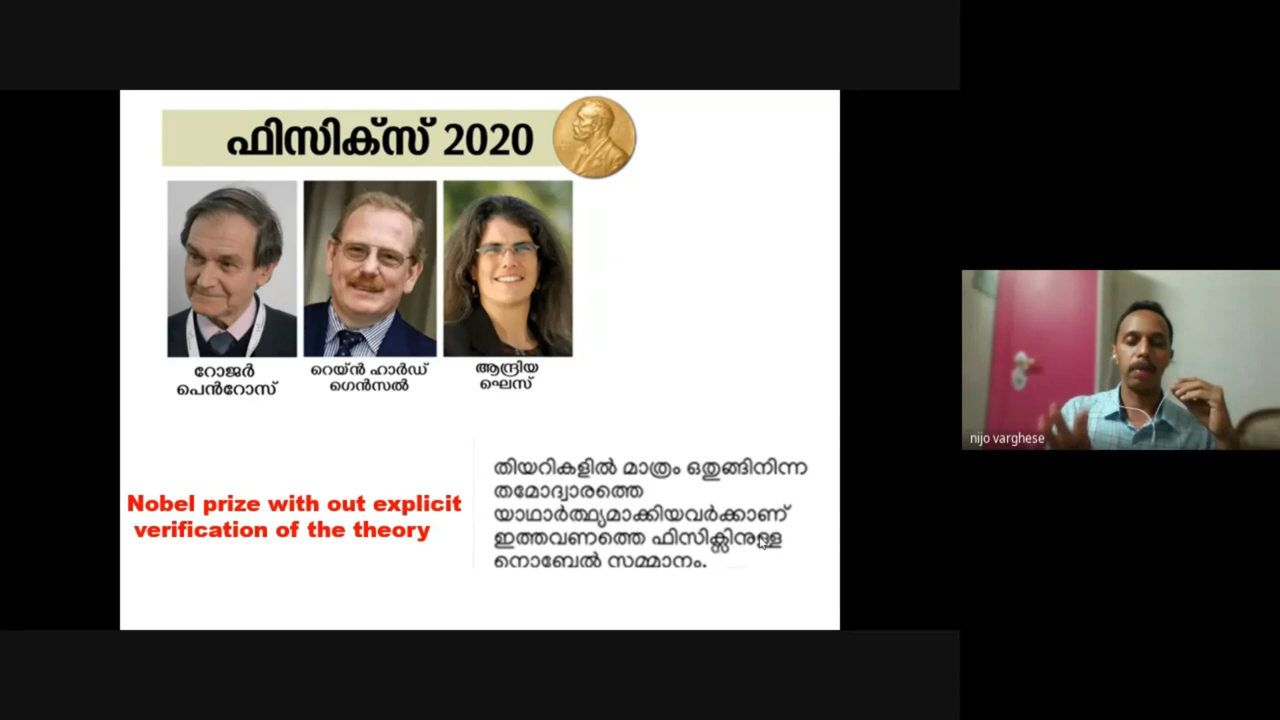 ഫിസിക്സ് 2020
റോജർ
പെൻറോസ്
റെയ്ൻ ഹാർഡ്
ഗെൻസൽ
ആന്ദ്രിയ
ഘെസ്
Nobel prize with out explicit
verification of the theory
തിയറികളിൽ മാത്രം ഒതുങ്ങിനിന്ന
തമോദ്വാരത്തെ
യാഥാർത്ഥ്യമാക്കിയവർക്കാണ്
ഇത്തവണത്തെ ഫിസിക്സിനുള്ള
നൊബേൽ സമ്മാനം.
nijo varghese